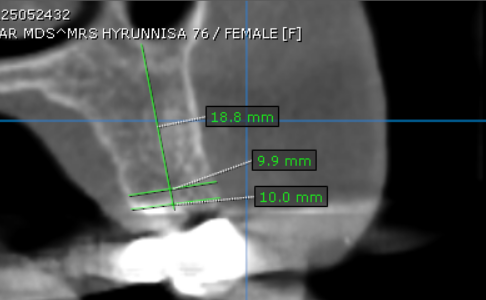 25052432
AR MDS^MRS HYRUNNISA 76 / FEMALE [F]
18.8 mm
9.9 mm
10.0 mm